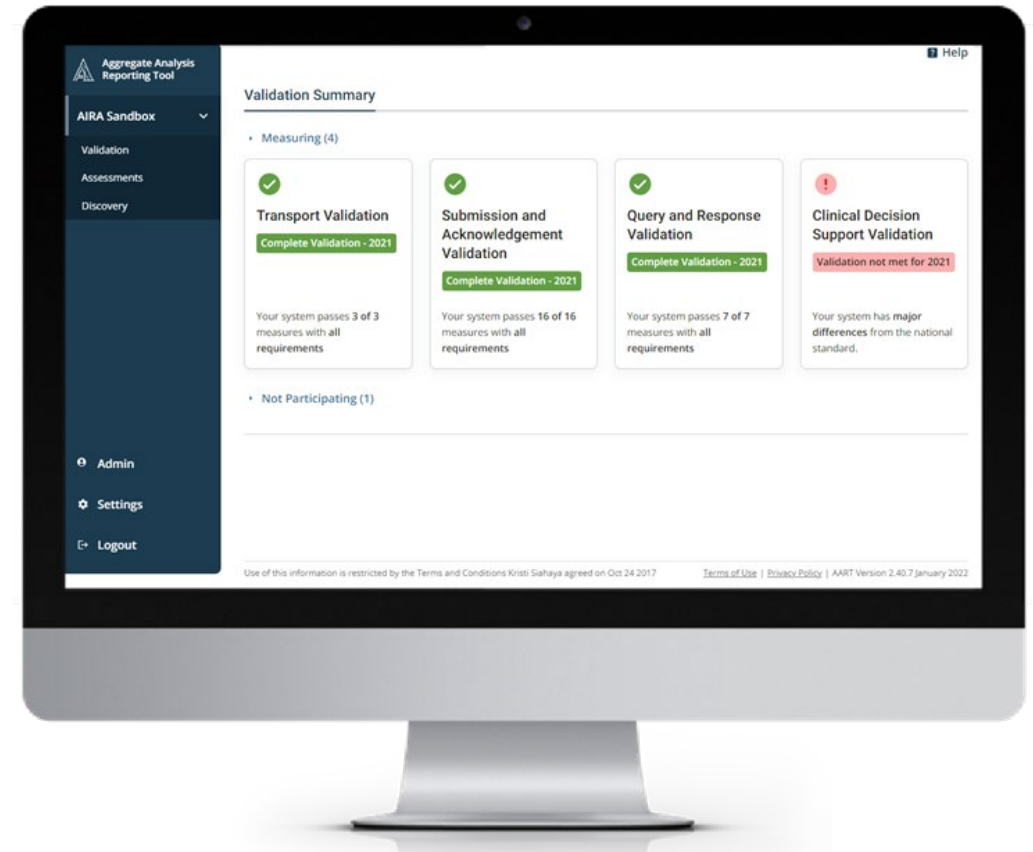 Aggregate Analysis
Reporting Tool
AIRA Sandbox
Validation
Assessments
Discovery
Admin
Settings
Logout
Help
Validation Summary
Measuring (4)
Transport Validation
Complete Validation - 2021
Your system passes 3 of 3
measures with all
requirements
Submission and
Acknowledgement
Validation
Complete Validation - 2021
Your system passes 16 of 16
measures with all
requirements
Query and Response
Validation
Complete Validation - 2021
Your system passes 7 of 7
measures with all
requirements
Clinical Decision
Support Validation
Validation not met for 2021
Your system has major
differences from the national
standard.
Not Participating (1)
Use of this information is restricted by the Terms and Conditions Kristi Siahaya agreed on Oct 24 2017
Terms of Use | Privacy Policy | AART Version 2.40.7 January 2022